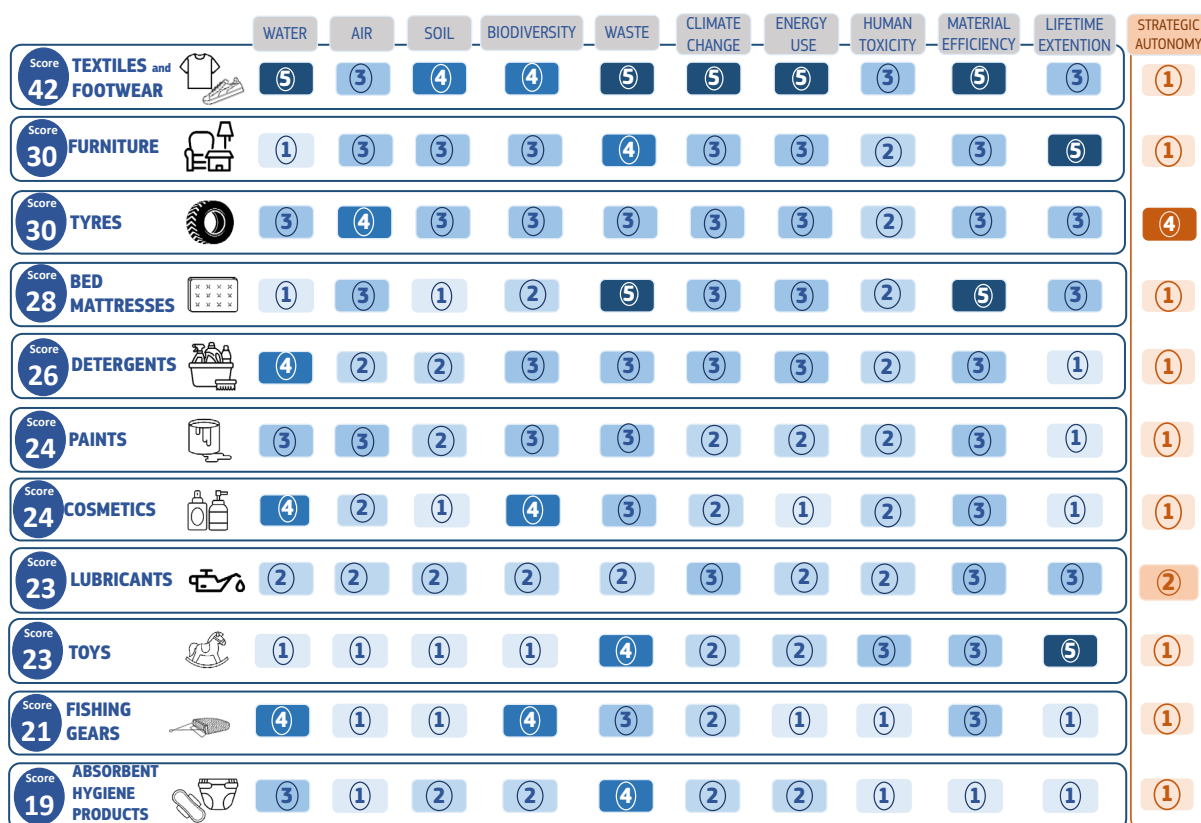 WATER AIR SOIL BIODIVERSITY WASTE CLIMATE CHANGE ENERGY USE HUMAN TOXICITY MATERIAL EFFICIENCY LIFETIME EXTENTION STRATEGIC AUTONOMY
Score 42 TEXTILES and FOOTWEAR 5 3 4 4 5 5 5 3 5 3 1
Score 30 FURNITURE 1 3 3 3 4 3 3 2 3 5 1
Score 30 TYRES 3 4 3 3 3 3 3 2 3 3 4
Score 28 BED MATTRESSES 1 3 1 2 5 3 3 2 5 3 1
Score 26 DETERGENTS 4 2 2 3 3 3 3 2 3 1 1
Score 24 PAINTS 3 3 2 3 3 2 2 2 3 1 1
Score 24 COSMETICS 4 2 1 4 3 2 1 2 3 1 1
Score 23 LUBRICANTS 2 2 2 2 2 3 2 2 3 3 2
Score 23 TOYS 1 1 1 1 4 2 2 3 3 5 1
Score 21 FISHING GEARS 4 1 1 4 3 2 1 1 3 1 1
Score 19 ABSORBENT HYGIENE PRODUCTS 3 1 2 2 4 2 2 1 1 1 1